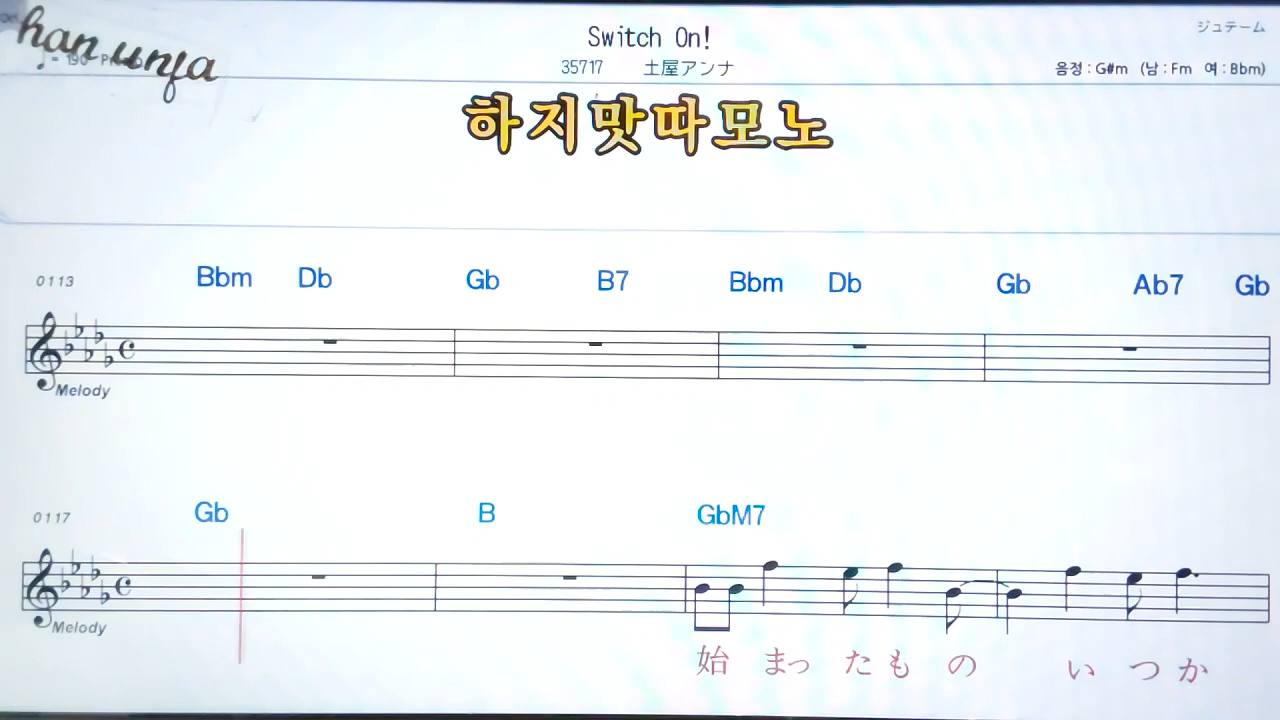 han unfa
Switch On!
ジュテーム
♩= 190
35717 土屋アンナ
음정 : G#m (남 : Fm 여 : Bbm)
하지맛따모노
0113 Bbm Db Gb B7 Bbm Db Gb Ab7 Gb
Melody
0117 Gb B GbM7
Melody
始 まっ た も の い つ か